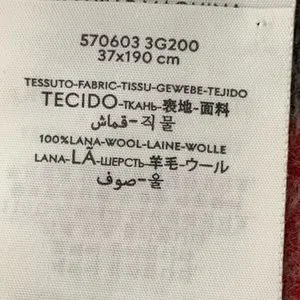 570603 3G200
37x190 cm
TESSUTO-FABRIC-TISSU-GEWEBE-TEJIDO
TECIDO-ТКАНЬ-表地-面料
قماش-직물
100%LANA-WOOL-LAINE-WOLLE
LANA-LÃ-ШЕРСТЬ-羊毛-ウール
صوف-울